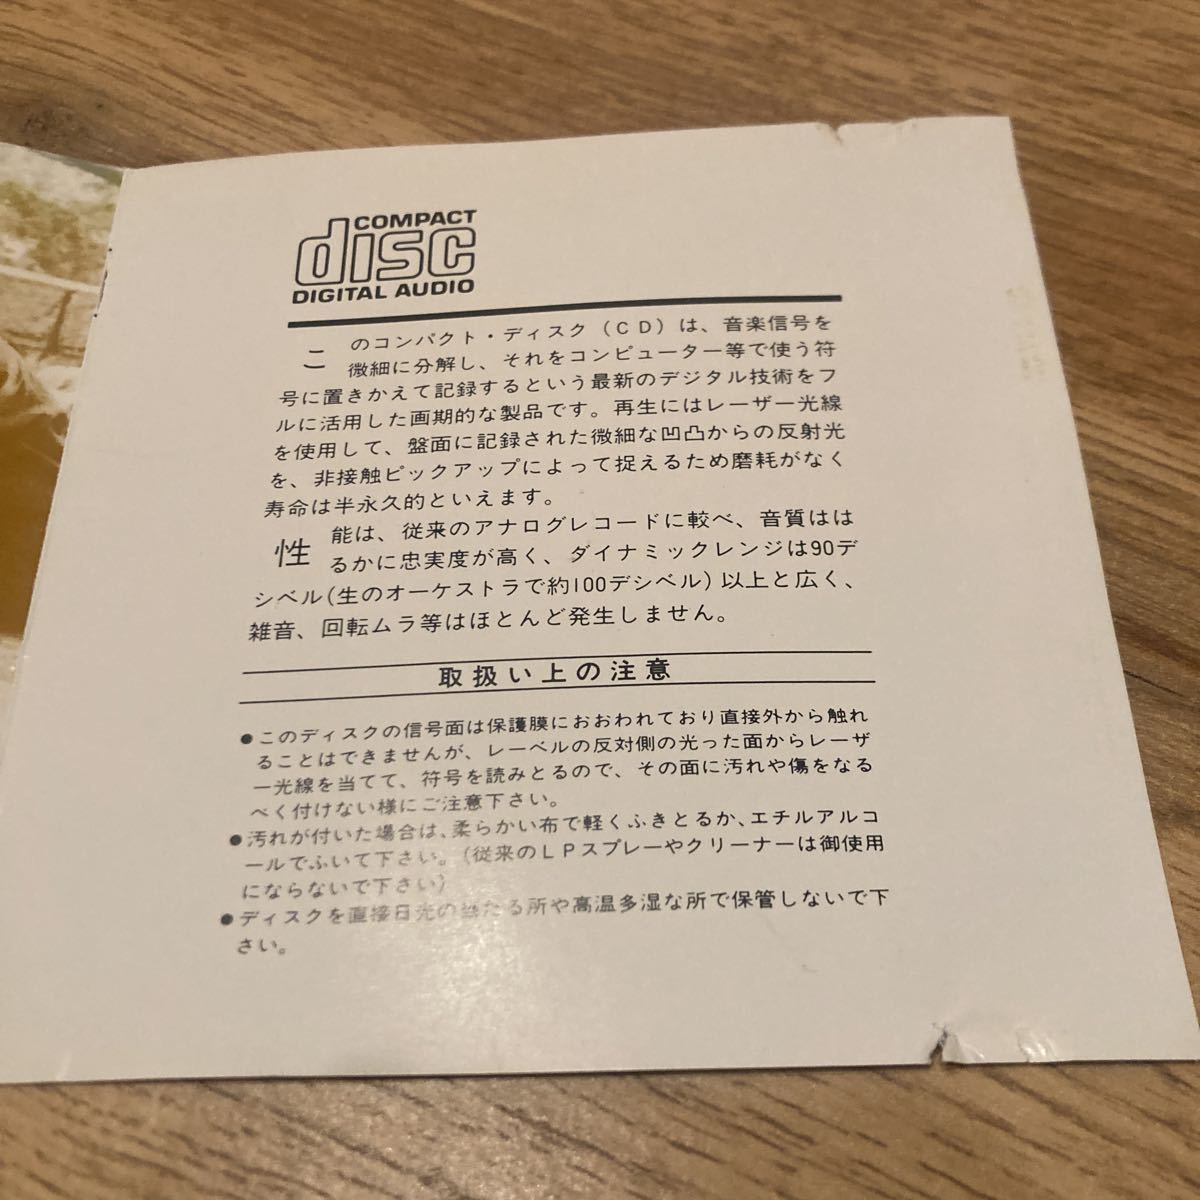 COMPACT
disc
DIGITAL AUDIO
このコンパクト・ディスク（ＣＤ）は、音楽信号を
微細に分解し、それをコンピューター等で使う符
号に置きかえて記録するという最新のデジタル技術をフ
ルに活用した画期的な製品です。再生にはレーザー光線
を使用して、盤面に記録された微細な凹凸からの反射光
を、非接触ピックアップによって捉えるため磨耗がなく
寿命は半永久的といえます。
性能は、従来のアナログレコードに較べ、音質はは
るかに忠実度が高く、ダイナミックレンジは90デ
シベル(生のオーケストラで約100デシベル)以上と広く、
雑音、回転ムラ等はほとんど発生しません。
取扱い上の注意
●このディスクの信号面は保護膜におおわれており直接外から触れ
ることはできませんが、レーベルの反対側の光った面からレーザ
ー光線を当てて、符号を読みとるので、その面に汚れや傷をなる
べく付けない様にご注意下さい。
●汚れが付いた場合は、柔らかい布で軽くふきとるか、エチルアルコ
ールでふいて下さい。(従来のＬＰスプレーやクリーナーは御使用
にならないで下さい)
●ディスクを直接日光の当たる所や高温多湿な所で保管しないで下
さい。